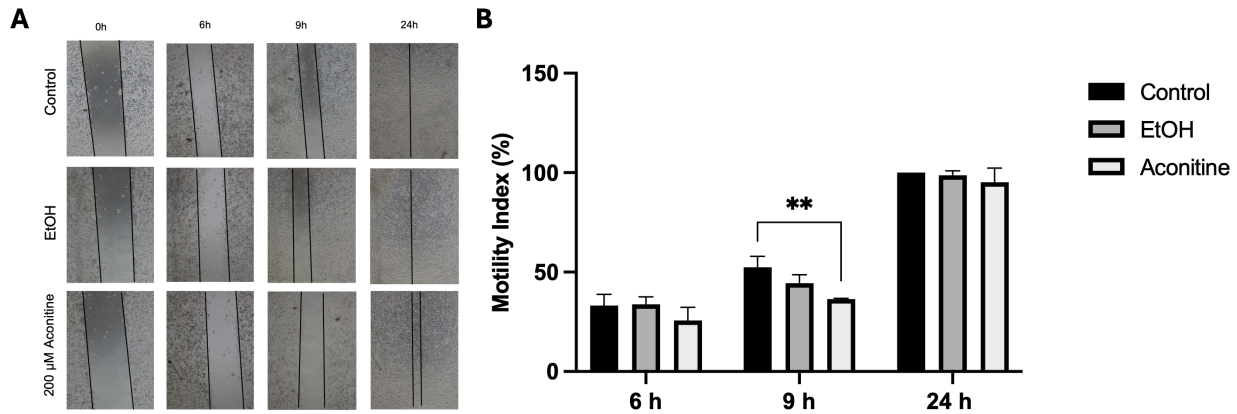 A
0h
6h
9h
24h
Control
EtOH
200 µM Aconitine
B
Motility Index (%)
150
100
50
0
**
6 h
9 h
24 h
Control
EtOH
Aconitine